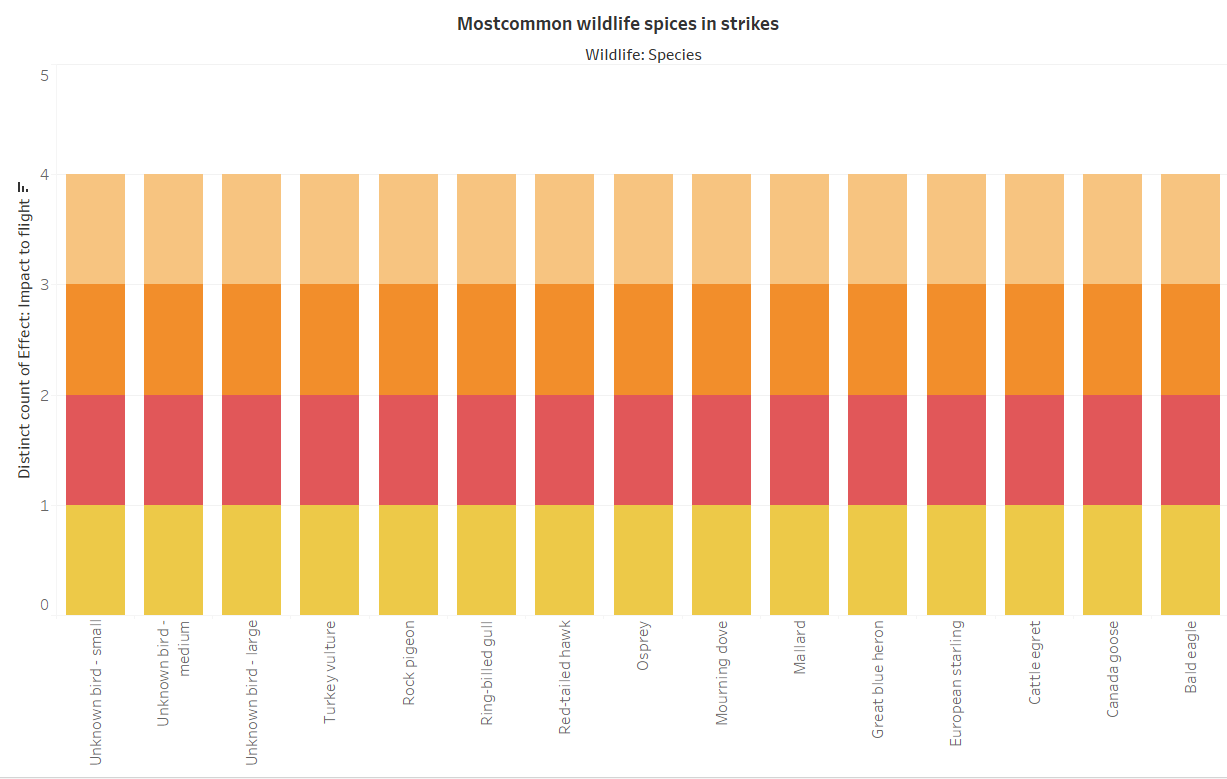 Mostcommon wildlife spices in strikes
Wildlife: Species
Distinct count of Effect: Impact to flight
5
4
3
2
1
0
Unknown bird - small
Unknown bird -
medium
Unknown bird - large
Turkey vulture
Rock pigeon
Ring-billed gull
Red-tailed hawk
Osprey
Mourning dove
Mallard
Great blue heron
European starling
Cattle egret
Canada goose
Bald eagle